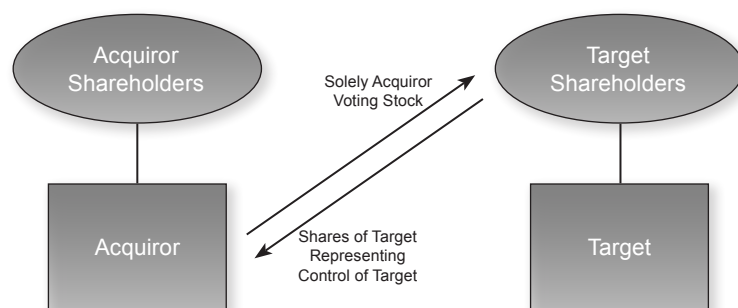 Acquiror
Shareholders
Target
Shareholders
Solely Acquiror
Voting Stock
Acquiror
Shares of Target
Representing
Control of Target
Target